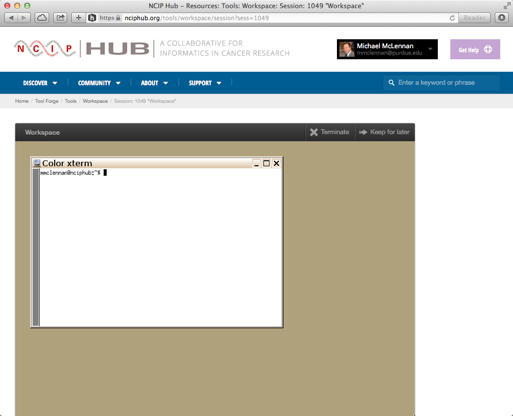 NCIP Hub - Resources: Tools: Workspace: Session: 1049 "Workspace"
https nciphub.org/tools/workspace/session?sess=1049
Reader
NCIP HUB
A COLLABORATIVE FOR
INFORMATICS IN CANCER RESEARCH
Michael McLennan
mmclennan@purdue.edu
Get Help
DISCOVER
COMMUNITY
ABOUT
SUPPORT
Enter a keyword or phrase
Home / Tool Forge / Tools / Workspace / Session: 1049 "Workspace"
Workspace
Terminate
Keep for later
Color xterm
mmclennan@nciphub:~$